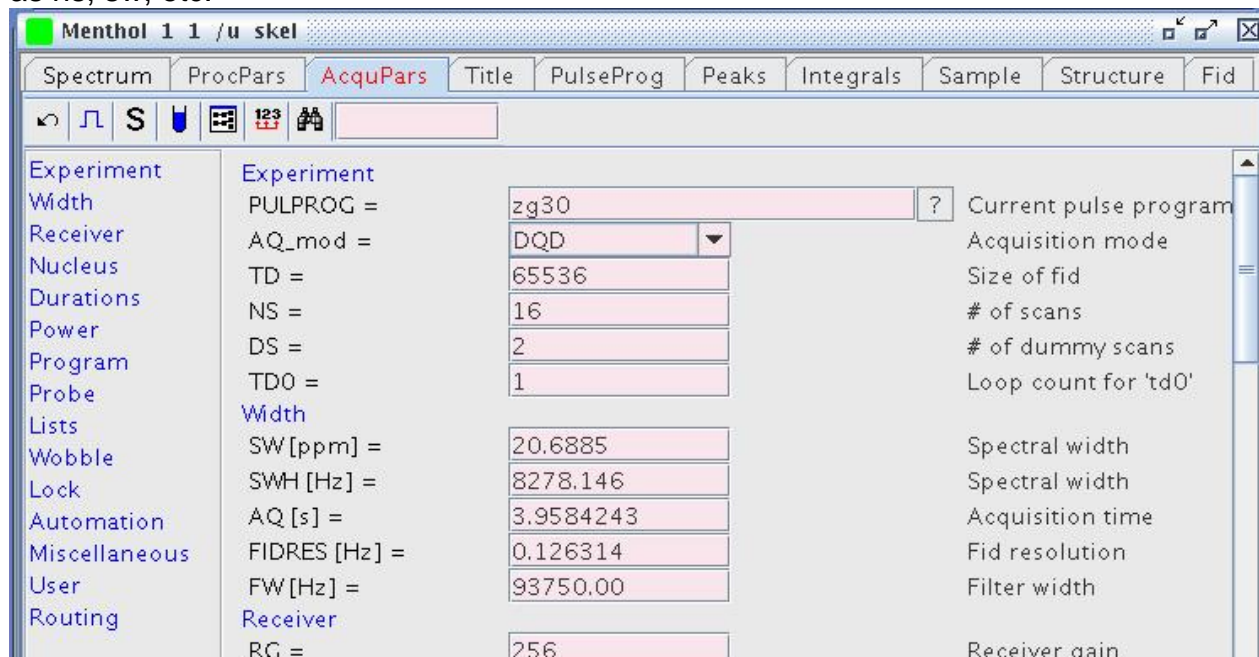 Menthol 1 1 /u skel
Spectrum ProcPars AcquPars Title PulseProg Peaks Integrals Sample Structure Fid
S 123
Experiment
Width
Receiver
Nucleus
Durations
Power
Program
Probe
Lists
Wobble
Lock
Automation
Miscellaneous
User
Routing
Experiment
PULPROG = zg30 ? Current pulse program
AQ_mod = DQD Acquisition mode
TD = 65536 Size of fid
NS = 16 # of scans
DS = 2 # of dummy scans
TD0 = 1 Loop count for 'td0'
Width
SW [ppm] = 20.6885 Spectral width
SWH [Hz] = 8278.146 Spectral width
AQ [s] = 3.9584243 Acquisition time
FIDRES [Hz] = 0.126314 Fid resolution
FW [Hz] = 93750.00 Filter width
Receiver
RG = 256 Receiver gain